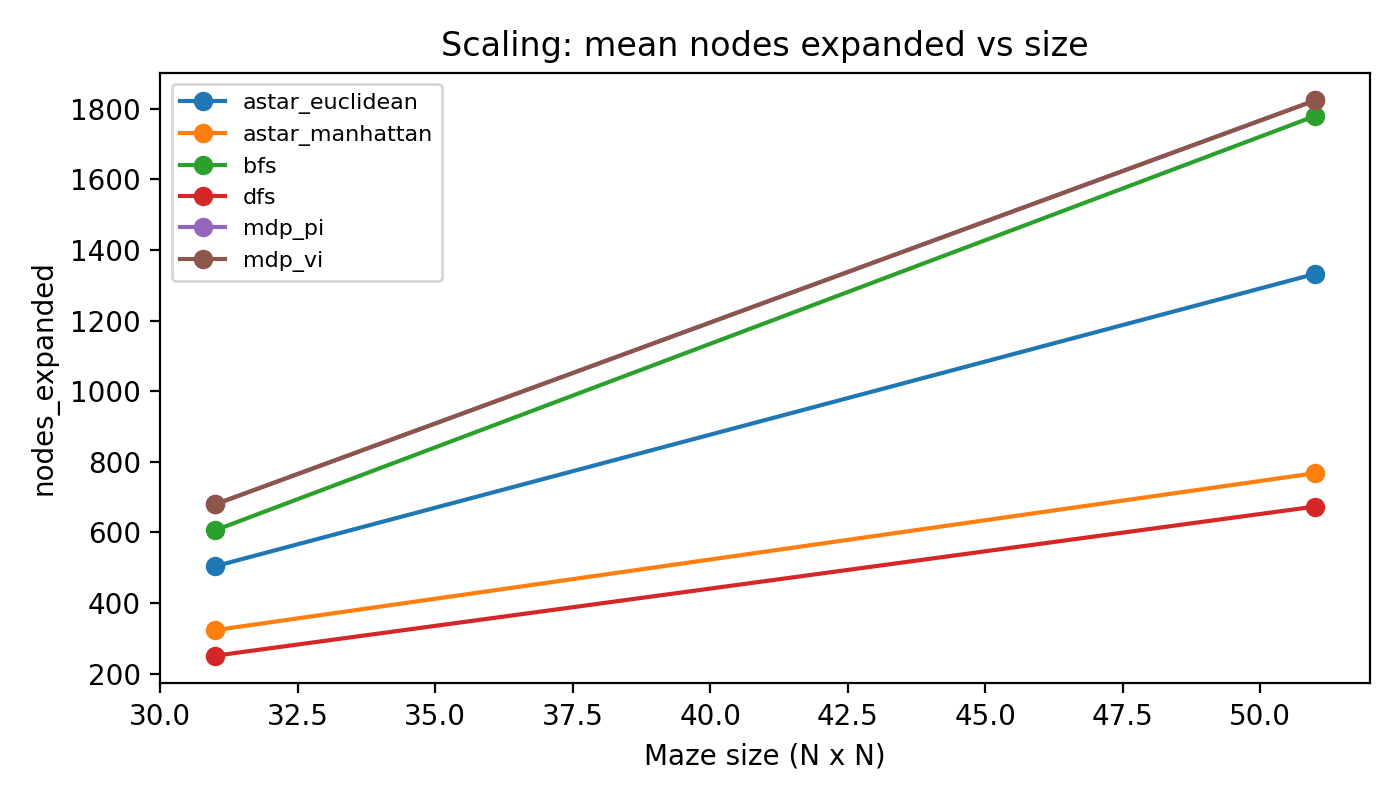 Scaling: mean nodes expanded vs size
astar_euclidean
astar_manhattan
bfs
dfs
mdp_pi
mdp_vi
nodes_expanded
1800
1600
1400
1200
1000
800
600
400
200
30.0 32.5 35.0 37.5 40.0 42.5 45.0 47.5 50.0
Maze size (N x N)